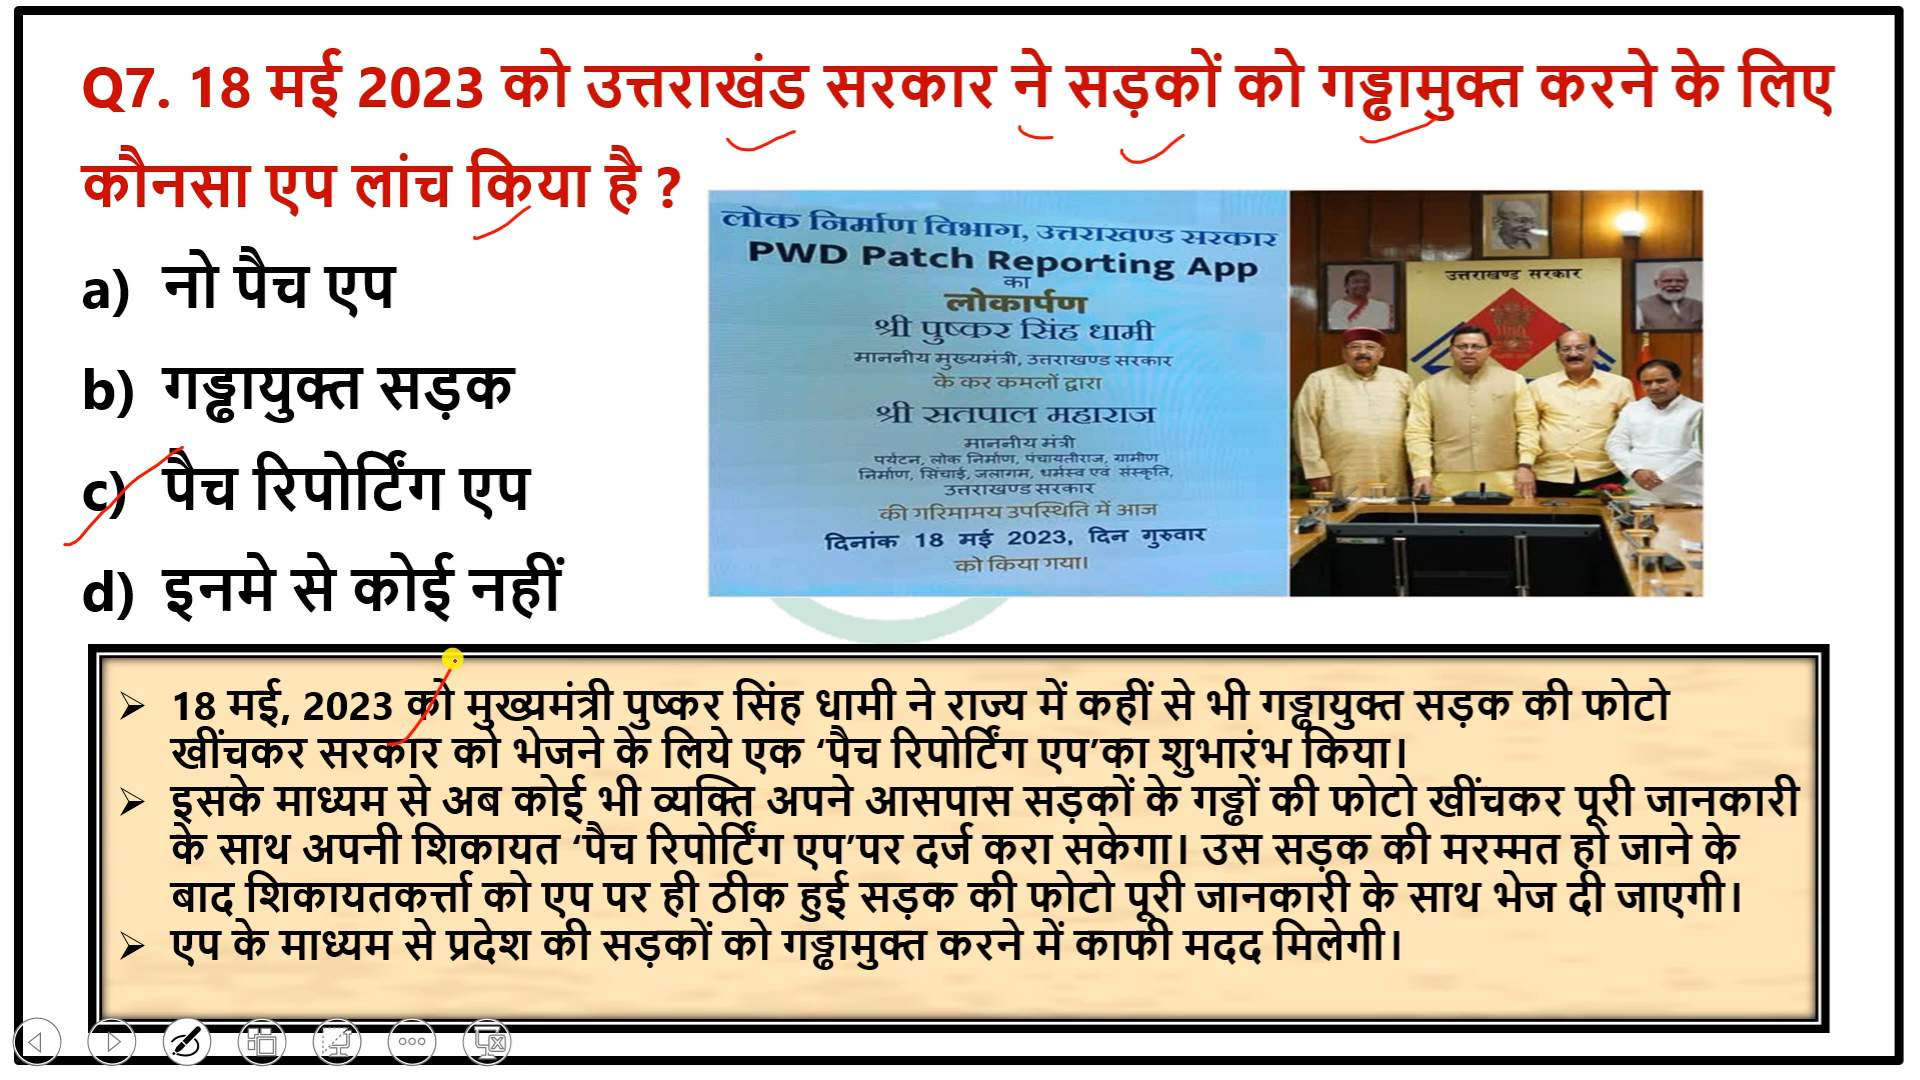 Q7. 18 मई 2023 को उत्तराखंड सरकार ने सड़कों को गड्ढामुक्त करने के लिए
कौनसा एप लांच किया है ?
a) नो पैच एप
b) गड्ढायुक्त सड़क
c) पैच रिपोर्टिंग एप
d) इनमे से कोई नहीं
लोक निर्माण विभाग, उत्तराखण्ड सरकार
PWD Patch Reporting App
का
लोकार्पण
श्री पुष्कर सिंह धामी
माननीय मुख्यमंत्री, उत्तराखण्ड सरकार
के कर कमलों द्वारा
श्री सतपाल महाराज
माननीय मंत्री
पर्यटन, लोक निर्माण, पंचायतीराज, ग्रामीण
निर्माण, सिंचाई, जलागम, धर्मस्व एवं संस्कृति,
उत्तराखण्ड सरकार
की गरिमामय उपस्थिति में आज
दिनांक 18 मई 2023, दिन गुरुवार
को किया गया।
उत्तराखण्ड सरकार
18 मई, 2023 को मुख्यमंत्री पुष्कर सिंह धामी ने राज्य में कहीं से भी गड्ढायुक्त सड़क की फोटो
खींचकर सरकार को भेजने के लिये एक ‘पैच रिपोर्टिंग एप’का शुभारंभ किया।
इसके माध्यम से अब कोई भी व्यक्ति अपने आसपास सड़कों के गड्ढों की फोटो खींचकर पूरी जानकारी
के साथ अपनी शिकायत ‘पैच रिपोर्टिंग एप’पर दर्ज करा सकेगा। उस सड़क की मरम्मत हो जाने के
बाद शिकायतकर्त्ता को एप पर ही ठीक हुई सड़क की फोटो पूरी जानकारी के साथ भेज दी जाएगी।
एप के माध्यम से प्रदेश की सड़कों को गड्ढामुक्त करने में काफी मदद मिलेगी।